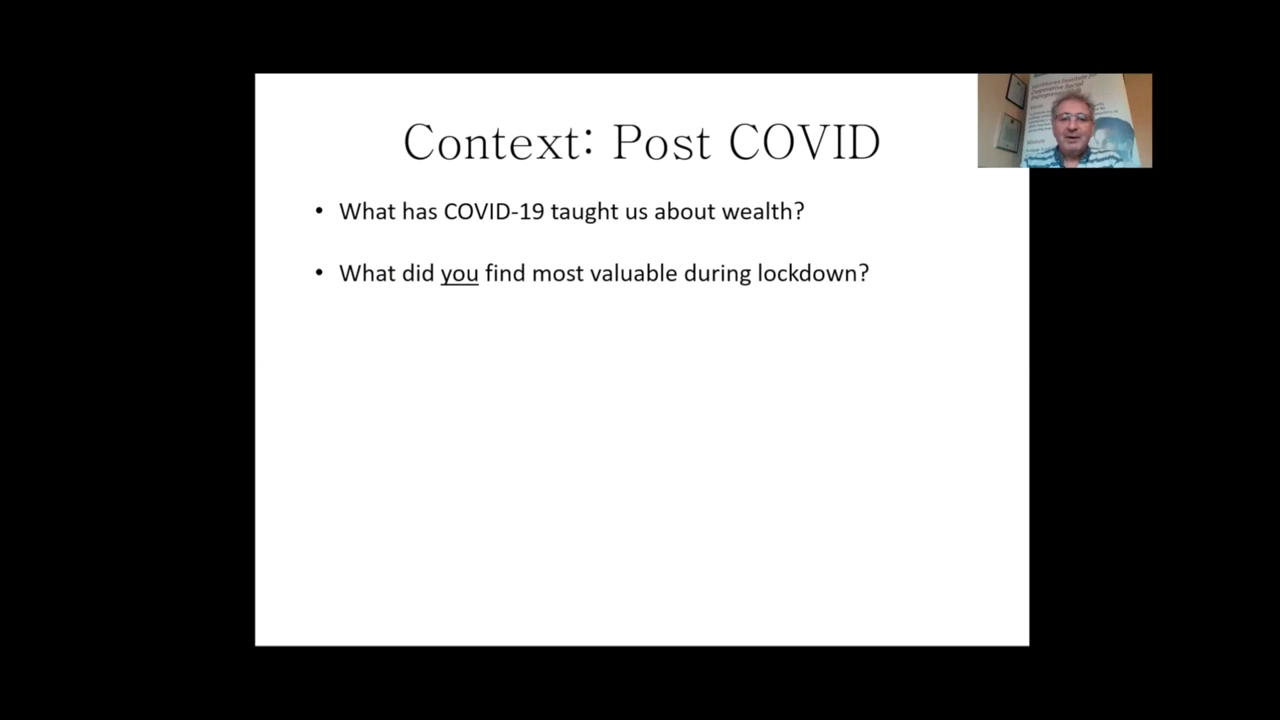 Context: Post COVID
• What has COVID-19 taught us about wealth?
• What did you find most valuable during lockdown?